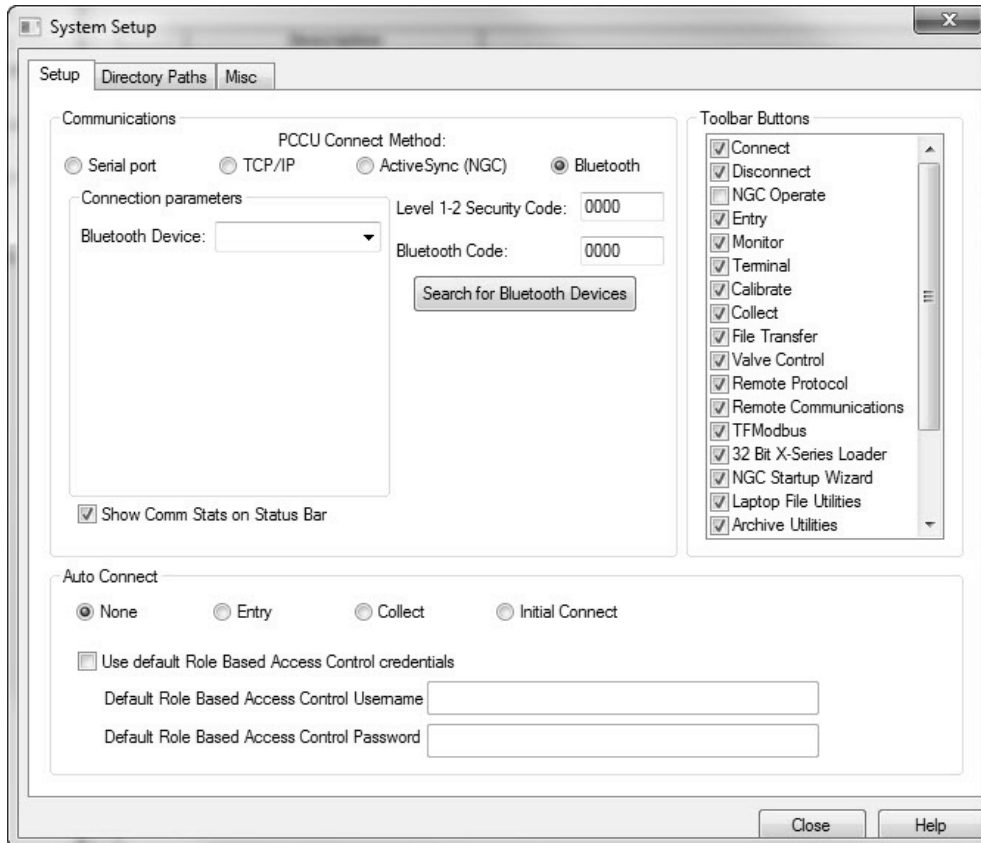 System Setup
Setup
Directory Paths
Misc
Communications
PCCU Connect Method:
Serial port
TCP/IP
ActiveSync (NGC)
Bluetooth
Connection parameters
Bluetooth Device:
Level 1-2 Security Code: 0000
Bluetooth Code: 0000
Search for Bluetooth Devices
Show Comm Stats on Status Bar
Toolbar Buttons
Connect
Disconnect
NGC Operate
Entry
Monitor
Terminal
Calibrate
Collect
File Transfer
Valve Control
Remote Protocol
Remote Communications
TFModbus
32 Bit X-Series Loader
NGC Startup Wizard
Laptop File Utilities
Archive Utilities
Auto Connect
None
Entry
Collect
Initial Connect
Use default Role Based Access Control credentials
Default Role Based Access Control Username
Default Role Based Access Control Password
Close
Help